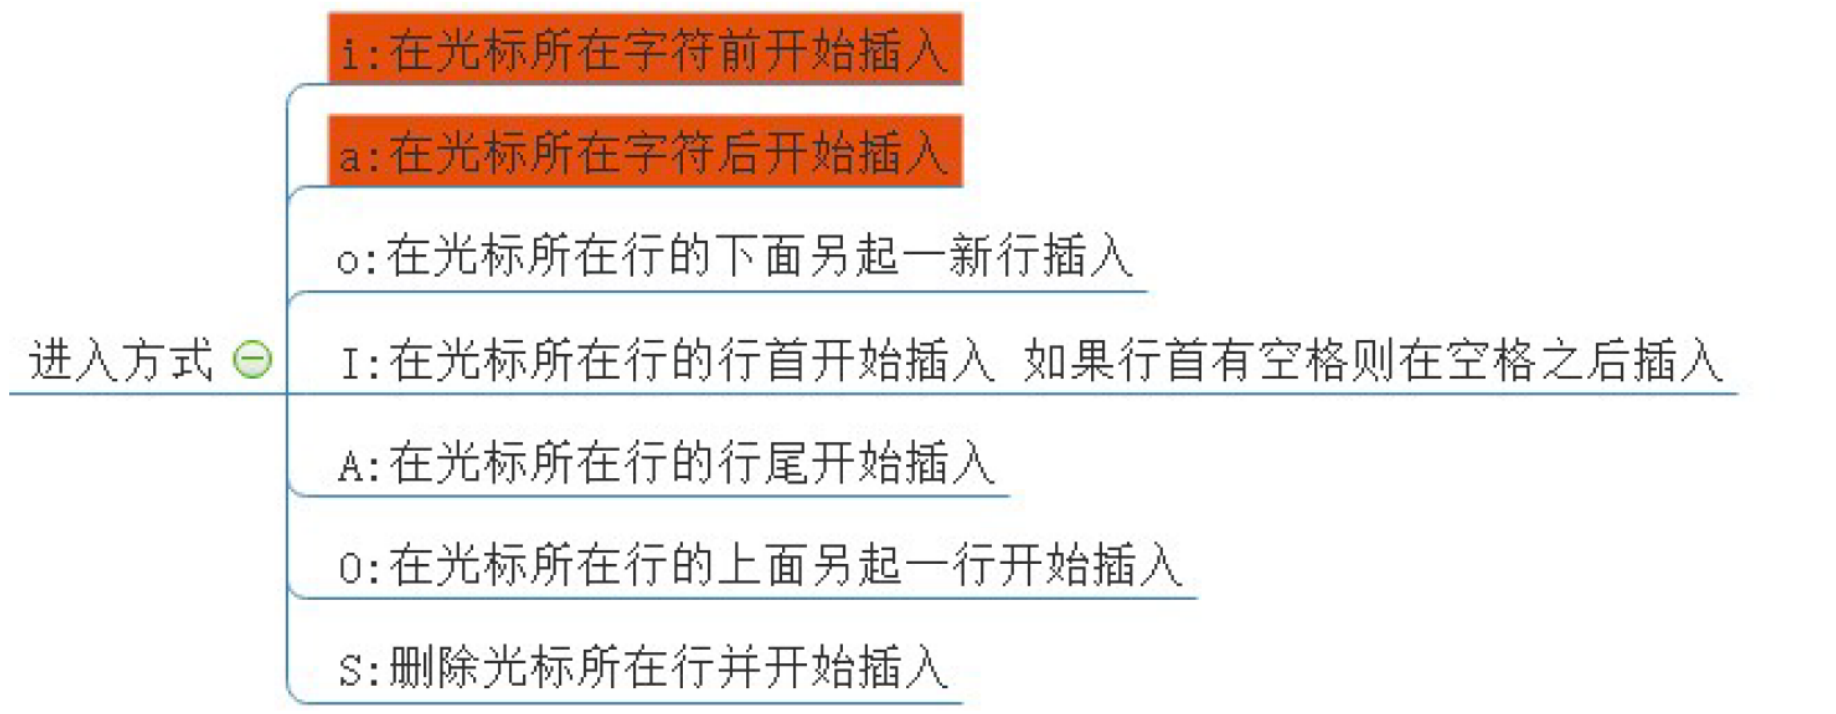 i:在光标所在字符前开始插入
a:在光标所在字符后开始插入
o:在光标所在行的下面另起一新行插入
进入方式
I:在光标所在行的行首开始插入 如果行首有空格则在空格之后插入
A:在光标所在行的行尾开始插入
O:在光标所在行的上面另起一行开始插入
S:删除光标所在行并开始插入